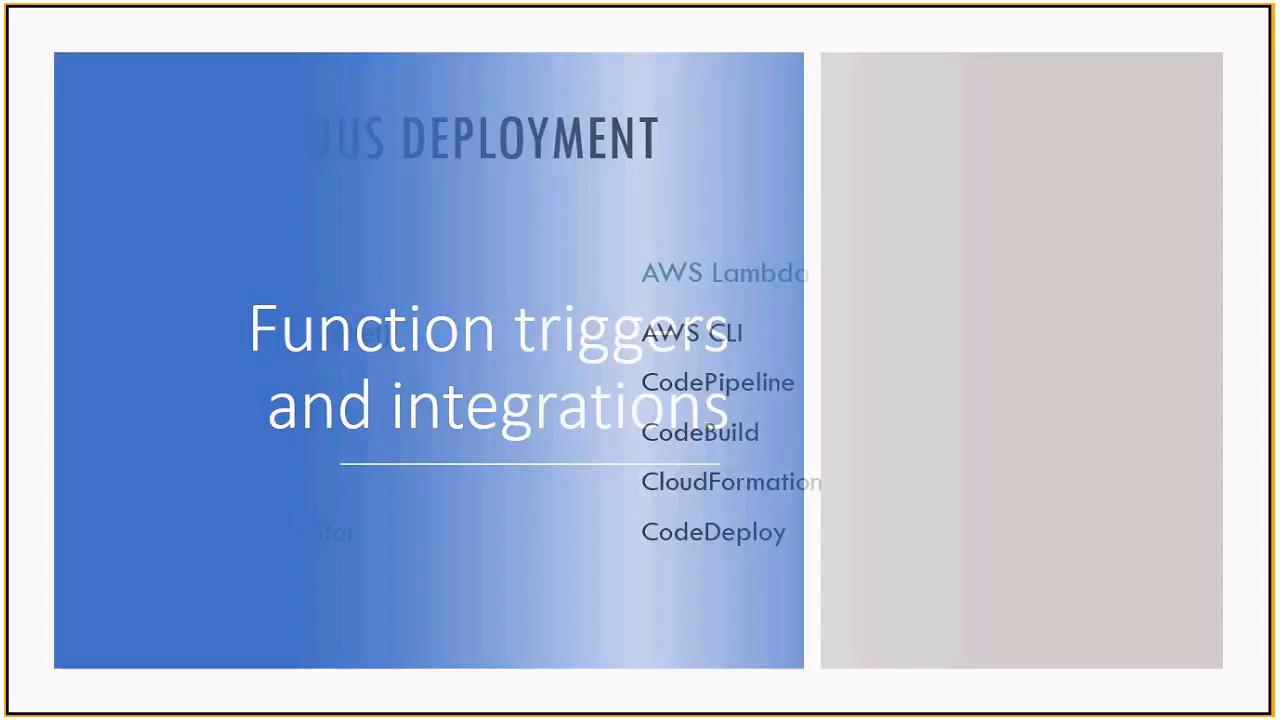 DEPLOYMENT
AWS Lambda
Function triggers
and integrations
AWS CLI
CodePipeline
CodeBuild
CloudFormation
CodeDeploy